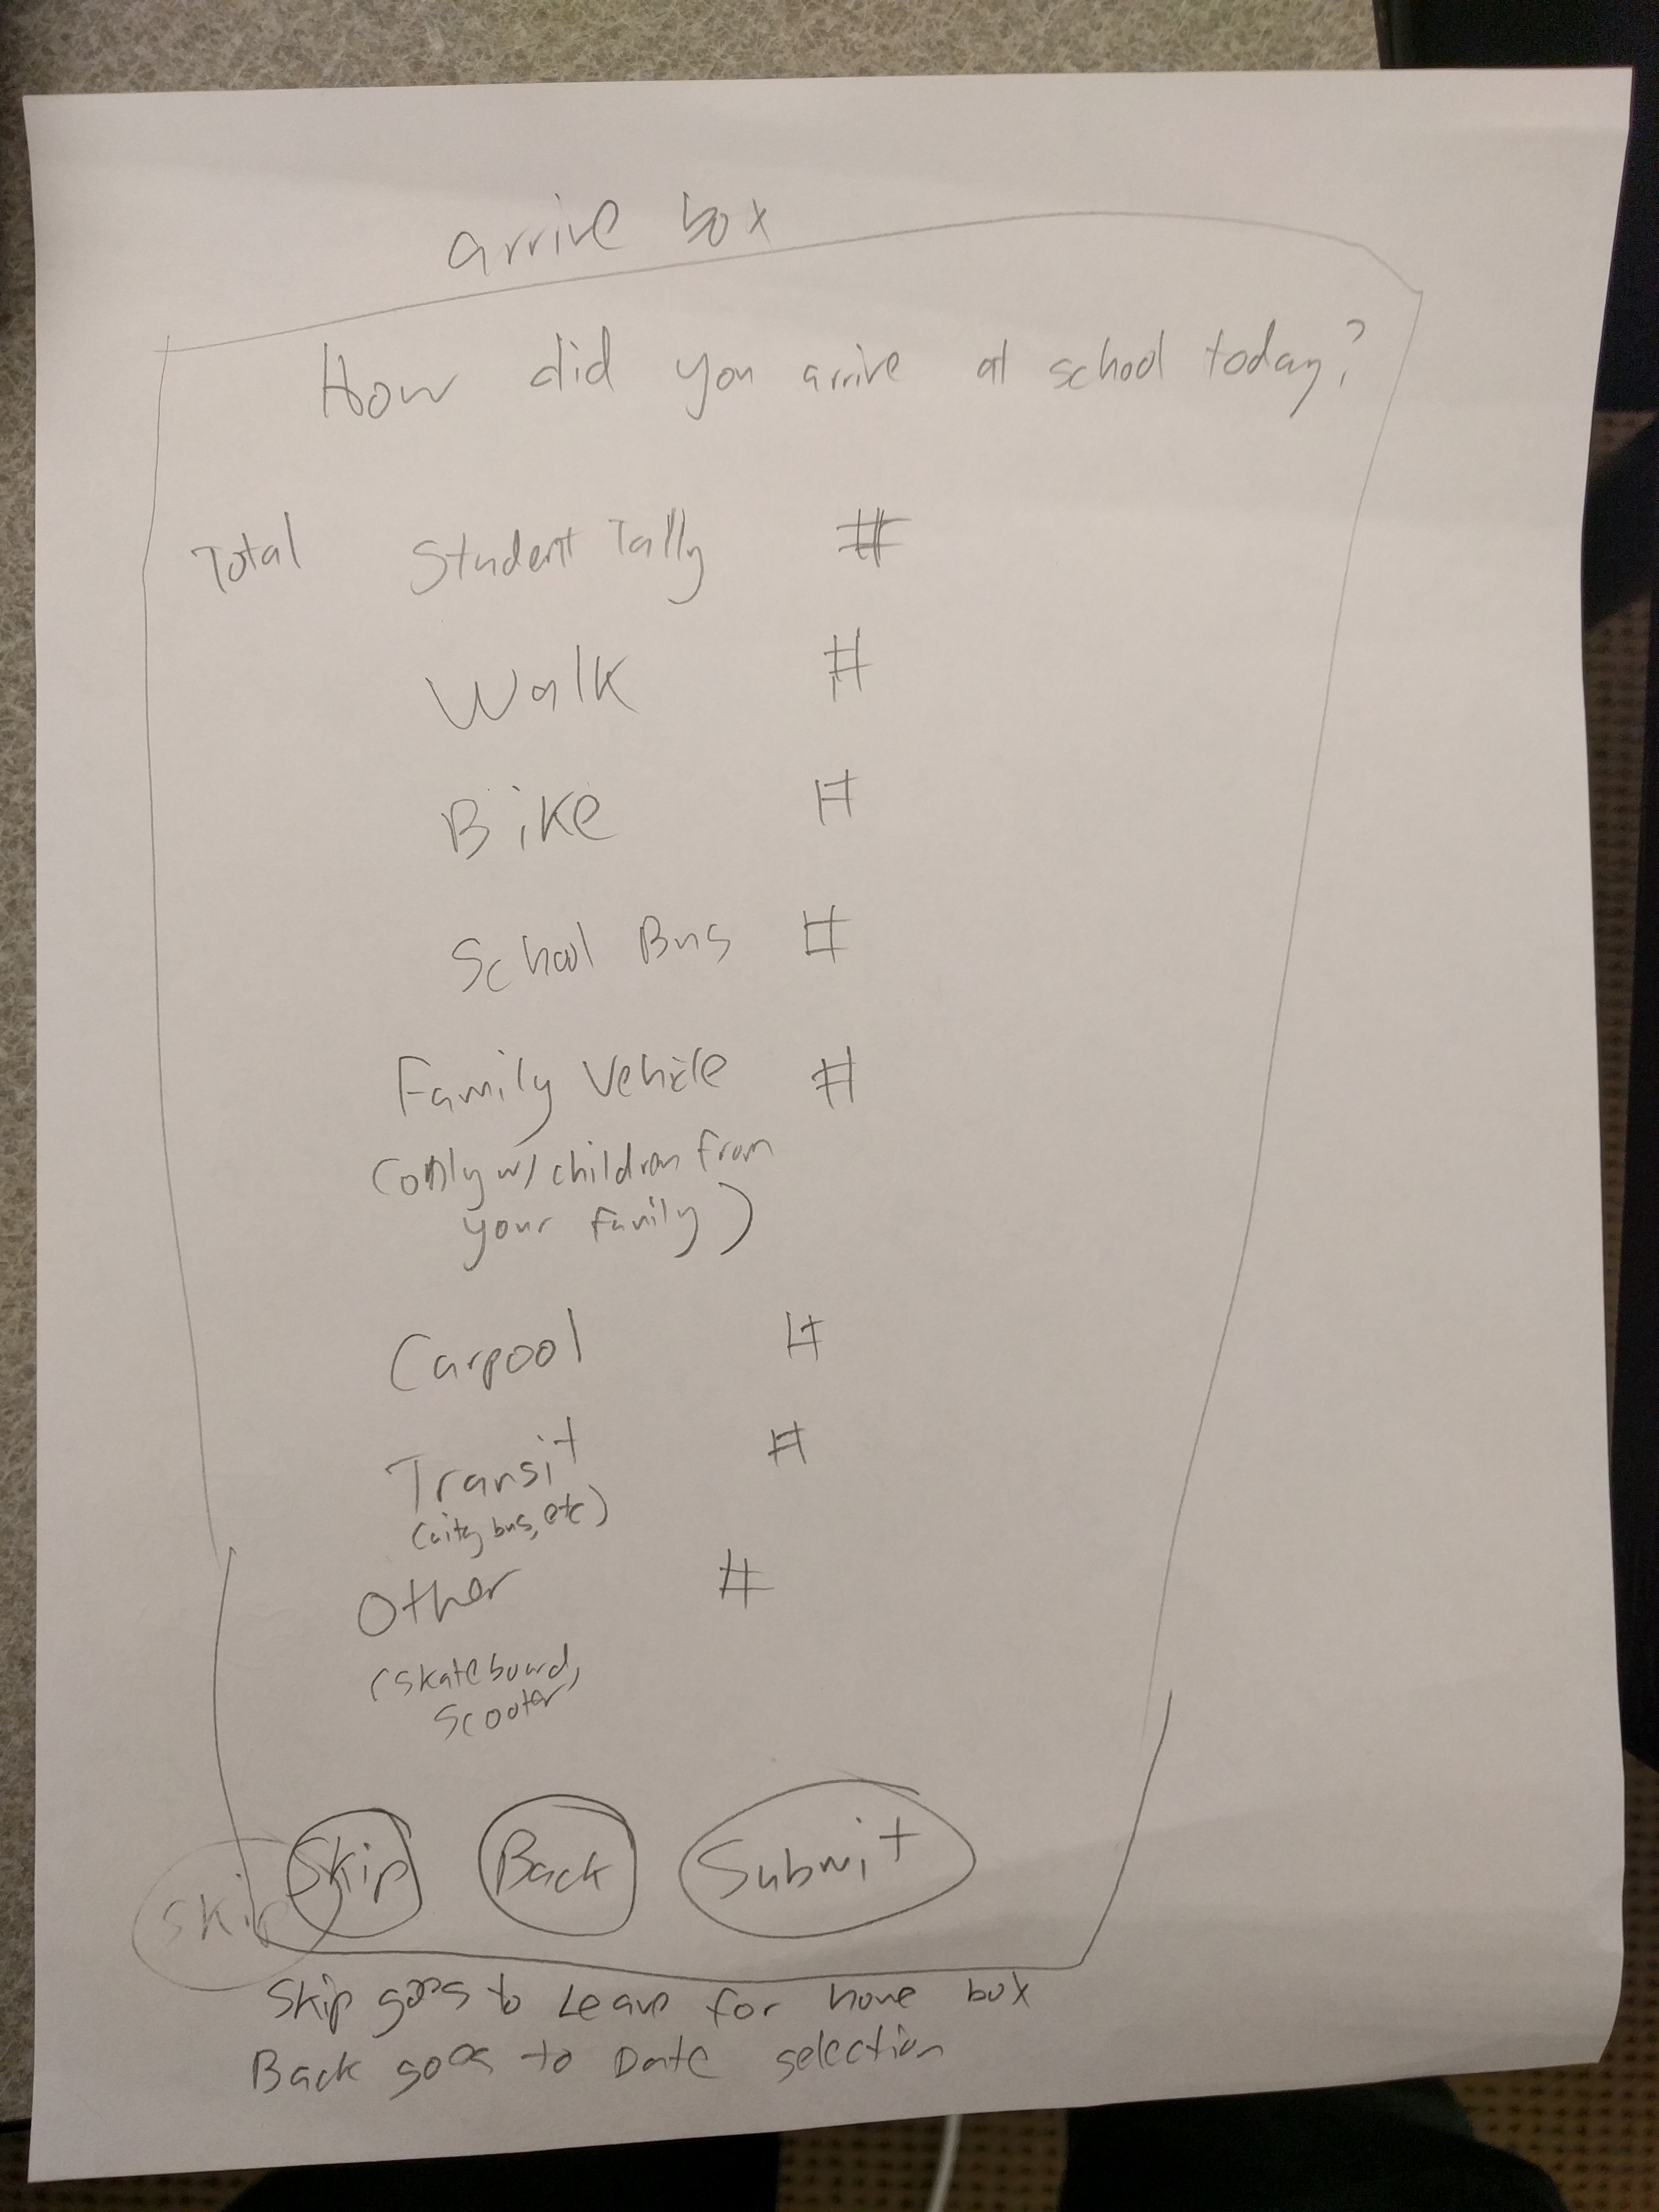 arrive box
How did you arrive at school today?
Total Student Tally #
Walk #
Bike #
School Bus #
Family Vehicle #
(only w/ children from
your family)
Carpool #
Transit #
(city bus, etc)
Other #
(skateboard,
scooter)
Skip Skip Back Submit
Skip goes to Leave for home box
Back goes to Date selection